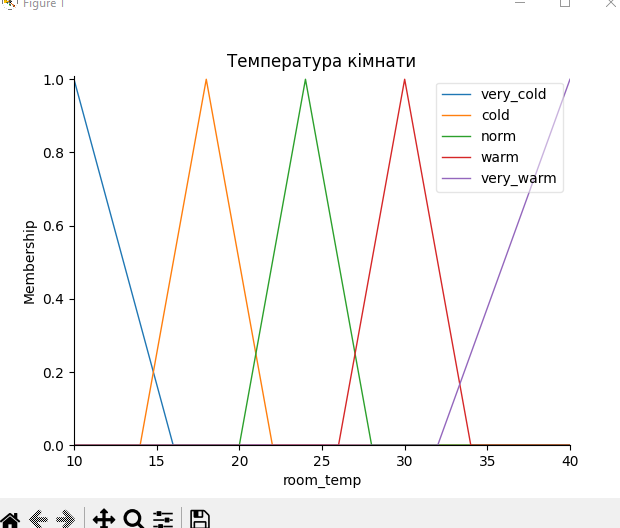 Figure 1
Температура кімнати
very_cold
cold
norm
warm
very_warm
1.0
0.8
0.6
0.4
0.2
0.0
Membership
10
15
20
25
30
35
40
room_temp